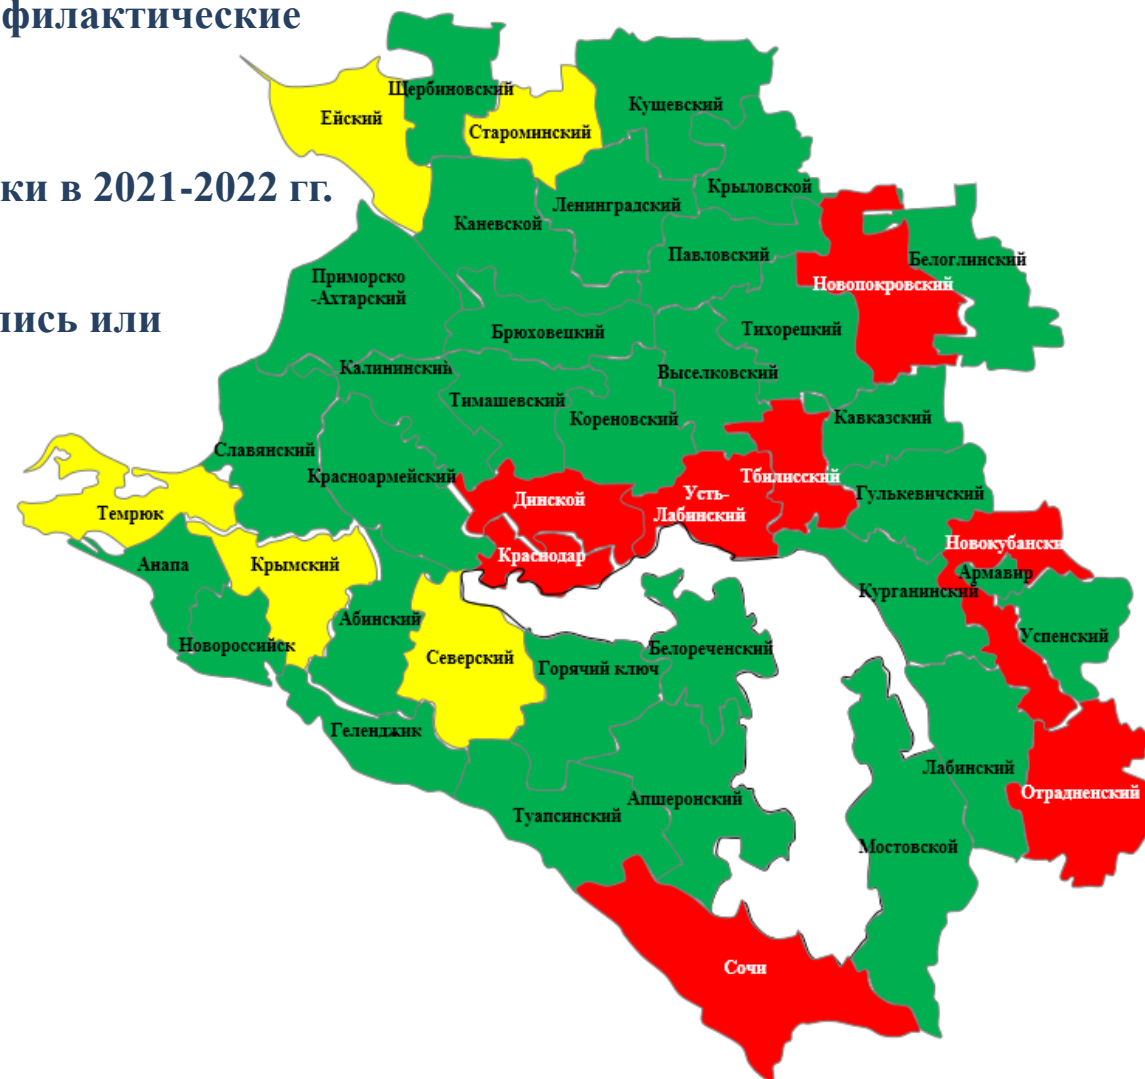 филактические
Щербиновский
Ейский
Староминский
Кущевский
ки в 2021-2022 гг.
Крыловской
Ленинградский
Каневской
Павловский
Белоглинский
Новопокровский
Приморско
-Ахтарский
лись или
Брюховецкий
Тихорецкий
Калининский
Выселковский
Тимашевский
Кореновский
Кавказский
Славянский
Красноармейский
Тбилисский
Гулькевичский
Динской
Усть-
Лабинский
Темрюк
Новокубански
Краснодар
Анапа
Крымский
Армавир
Курганинский
Абинский
Успенский
Новороссийск
Белореченский
Северский
Горячий ключ
Геленджик
Лабинский
Отрадненский
Апшеронский
Туапсинский
Мостовской
Сочи